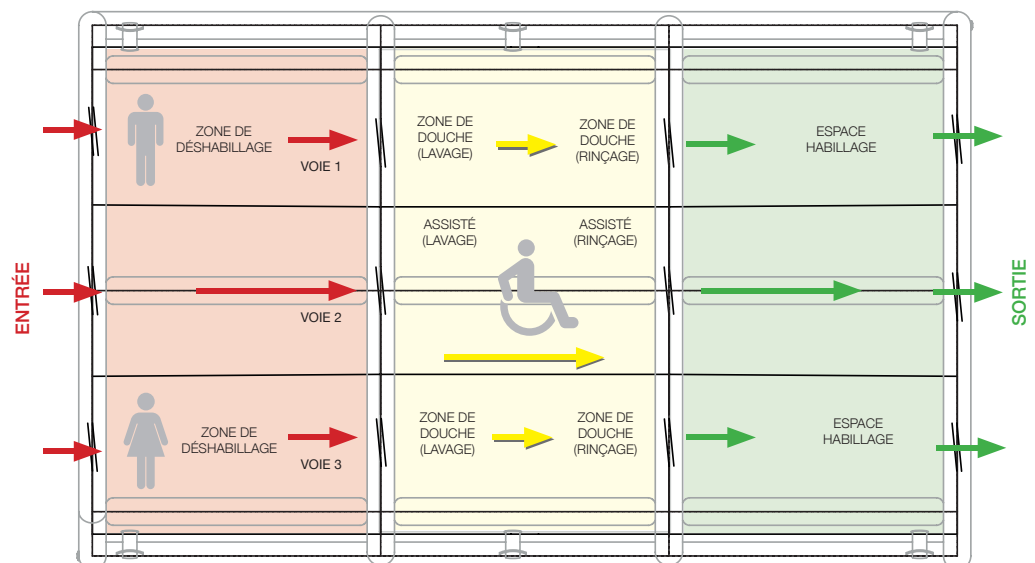 ENTRÉE
ZONE DE
DÉSHABILLAGE
VOIE 1
ZONE DE
DOUCHE
(LAVAGE)
ZONE DE
DOUCHE
(RINÇAGE)
ESPACE
HABILLAGE
ASSISTÉ
(LAVAGE)
ASSISTÉ
(RINÇAGE)
VOIE 2
ZONE DE
DÉSHABILLAGE
VOIE 3
ZONE DE
DOUCHE
(LAVAGE)
ZONE DE
DOUCHE
(RINÇAGE)
ESPACE
HABILLAGE
SORTIE